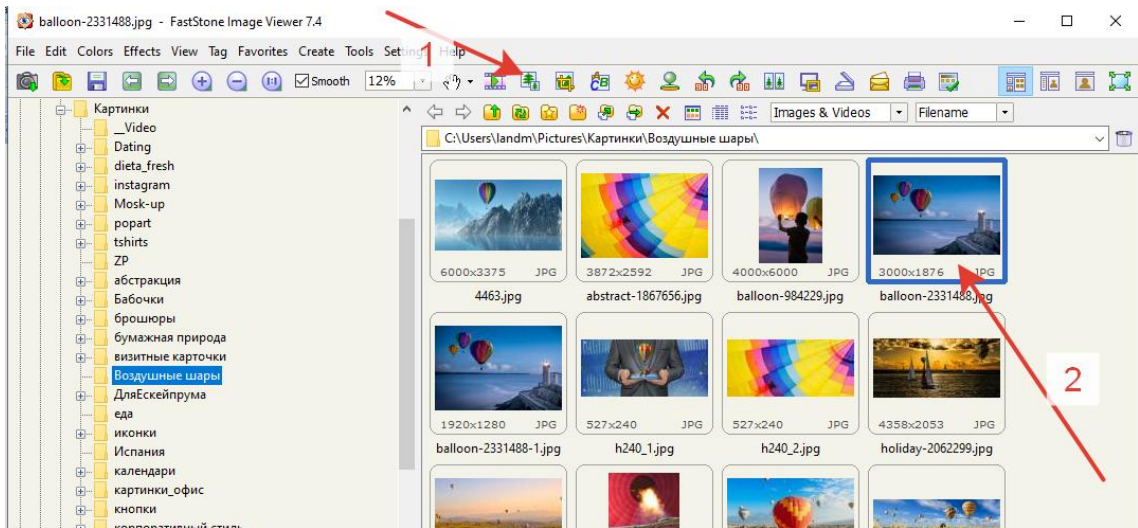 balloon-2331488.jpg - FastStone Image Viewer 7.4
File Edit Colors Effects View Tag Favorites Create Tools Settings Help
1
Smooth 12%
Картинки
__Video
Dating
dieta_fresh
instagram
Mosk-up
popart
tshirts
ZP
абстракция
Бабочки
брошюры
бумажная природа
визитные карточки
Воздушные шары
ДляЕскейпрума
еда
иконки
Испания
календари
картинки_офис
кнопки
корпоративный стиль
Images & Videos Filename
C:\Users\landm\Pictures\Картинки\Воздушные шары\
6000x3375 JPG 3872x2592 JPG 4000x6000 JPG 3000x1876 JPG
4463.jpg abstract-1867656.jpg balloon-984229.jpg balloon-2331488.jpg
2
1920x1280 JPG 527x240 JPG 527x240 JPG 4358x2053 JPG
balloon-2331488-1.jpg h240_1.jpg h240_2.jpg holiday-2062299.jpg